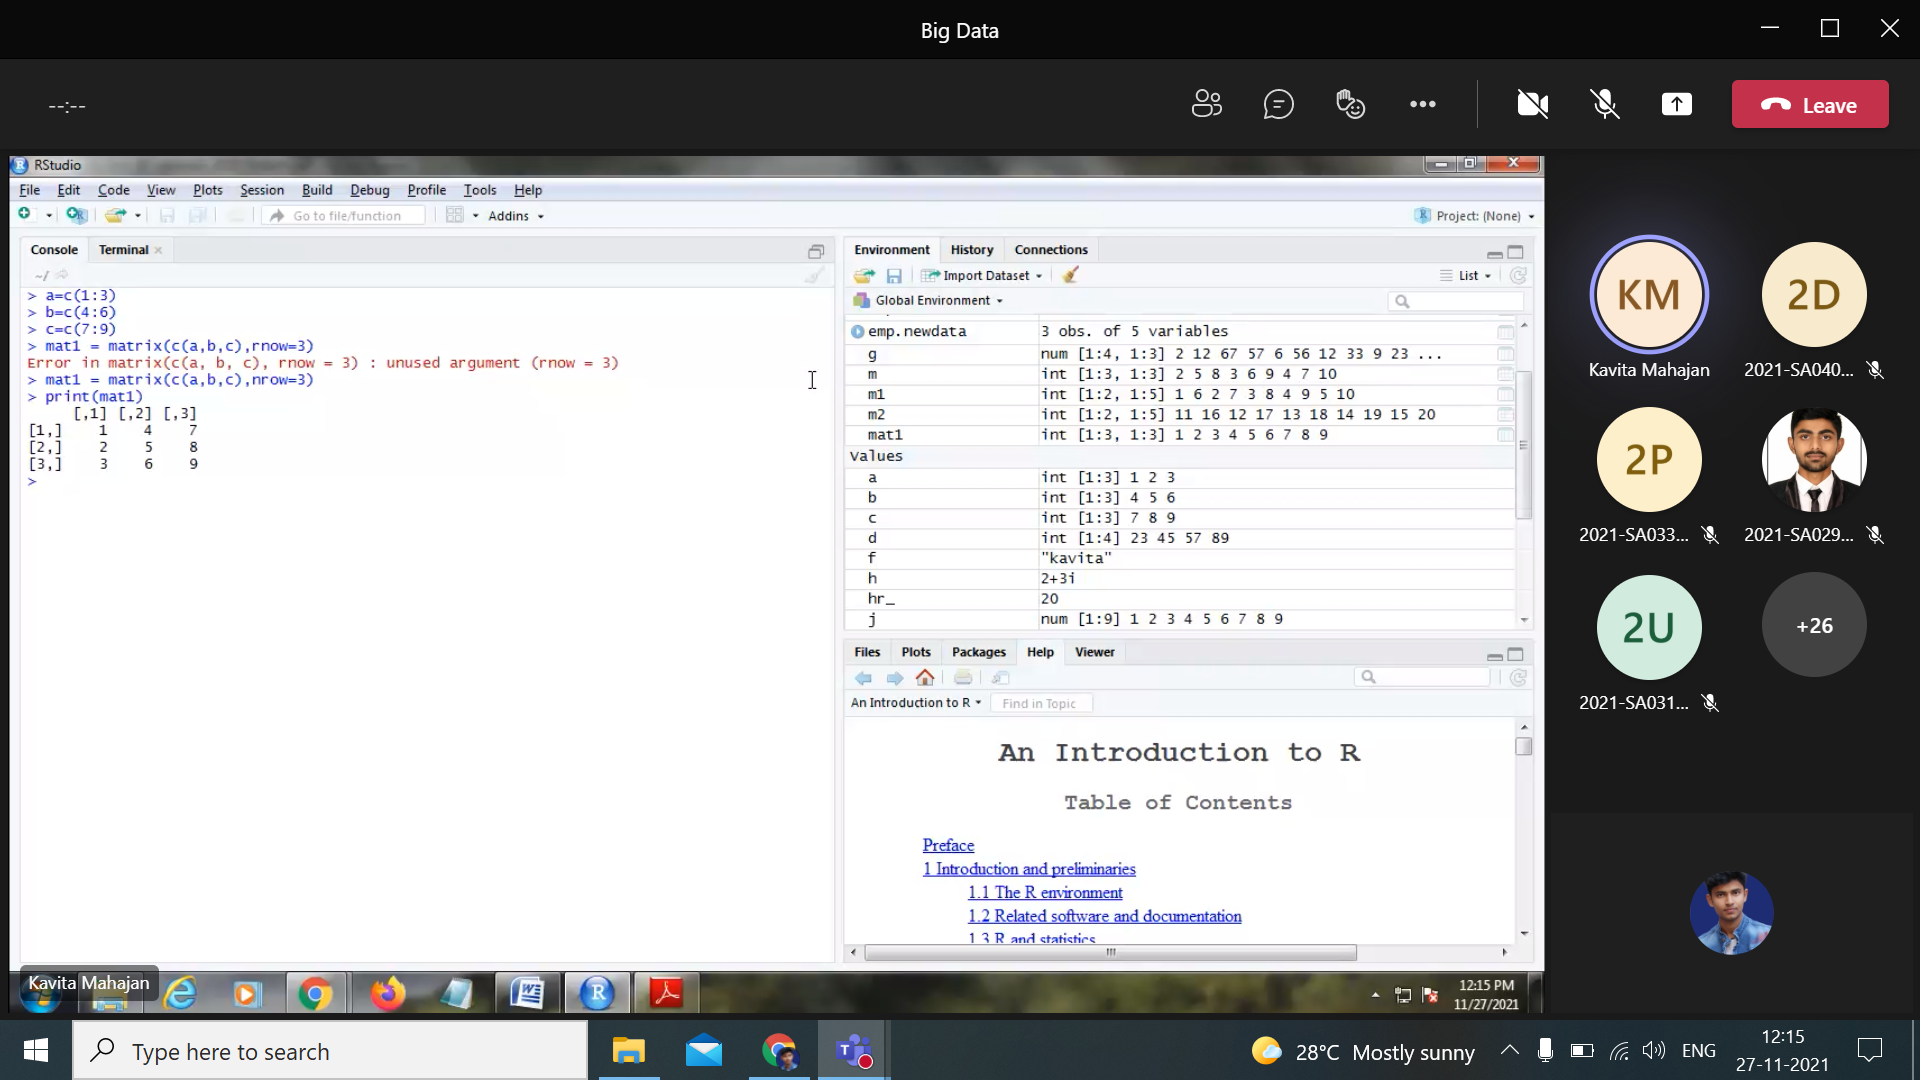 Big Data
--:--
Leave
RStudio
File Edit Code View Plots Session Build Debug Profile Tools Help
Go to file/function
Addins
Project: (None)
Console Terminal
~/
> a=c(1:3)
> b=c(4:6)
> c=c(7:9)
> mat1 = matrix(c(a,b,c),rnow=3)
Error in matrix(c(a, b, c), rnow = 3) : unused argument (rnow = 3)
> mat1 = matrix(c(a,b,c),nrow=3)
> print(mat1)
[,1] [,2] [,3]
[1,] 1 4 7
[2,] 2 5 8
[3,] 3 6 9
>
Environment History Connections
Import Dataset
List
Global Environment
emp.newdata 3 obs. of 5 variables
g num [1:4, 1:3] 2 12 67 57 6 56 12 33 9 23 ...
m int [1:3, 1:3] 2 5 8 3 6 9 4 7 10
m1 int [1:2, 1:5] 1 6 2 7 3 8 4 9 5 10
m2 int [1:2, 1:5] 11 16 12 17 13 18 14 19 15 20
mat1 int [1:3, 1:3] 1 2 3 4 5 6 7 8 9
Values
a int [1:3] 1 2 3
b int [1:3] 4 5 6
c int [1:3] 7 8 9
d int [1:4] 23 45 57 89
f "kavita"
h 2+3i
hr_ 20
j num [1:9] 1 2 3 4 5 6 7 8 9
Files Plots Packages Help Viewer
An Introduction to R
Find in Topic
An Introduction to R
Table of Contents
Preface
1 Introduction and preliminaries
1.1 The R environment
1.2 Related software and documentation
1.3 R and statistics
KM
Kavita Mahajan
2D
2021-SA040...
2P
2021-SA033...
2021-SA029...
2U
2021-SA031...
+26
Kavita Mahajan
12:15 PM
11/27/2021
Type here to search
28°C Mostly sunny
ENG
12:15
27-11-2021